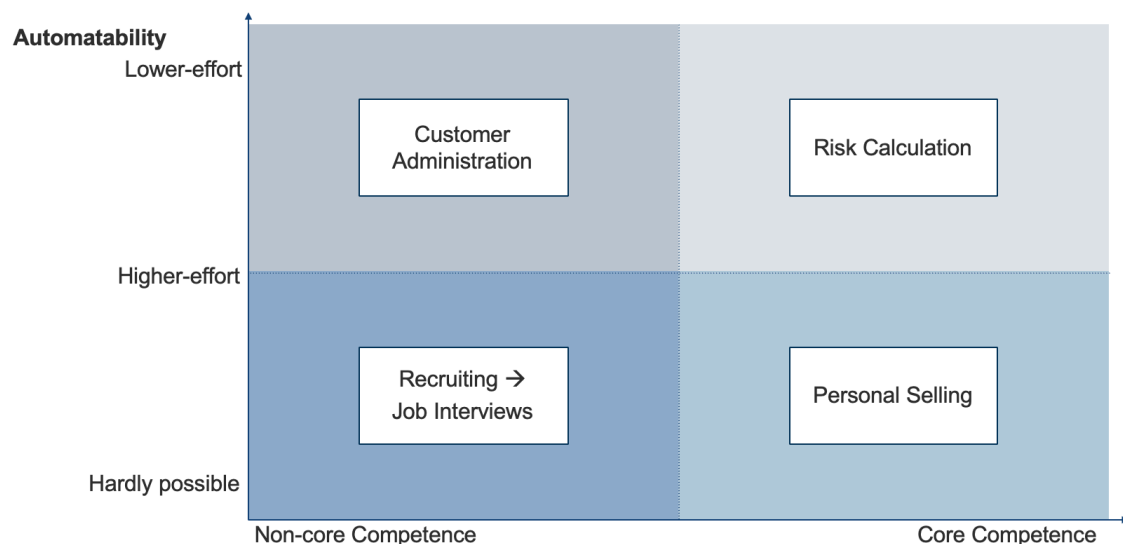 Automatability
Lower-effort
Customer
Administration
Risk Calculation
Higher-effort
Recruiting →
Job Interviews
Personal Selling
Hardly possible
Non-core Competence
Core Competence